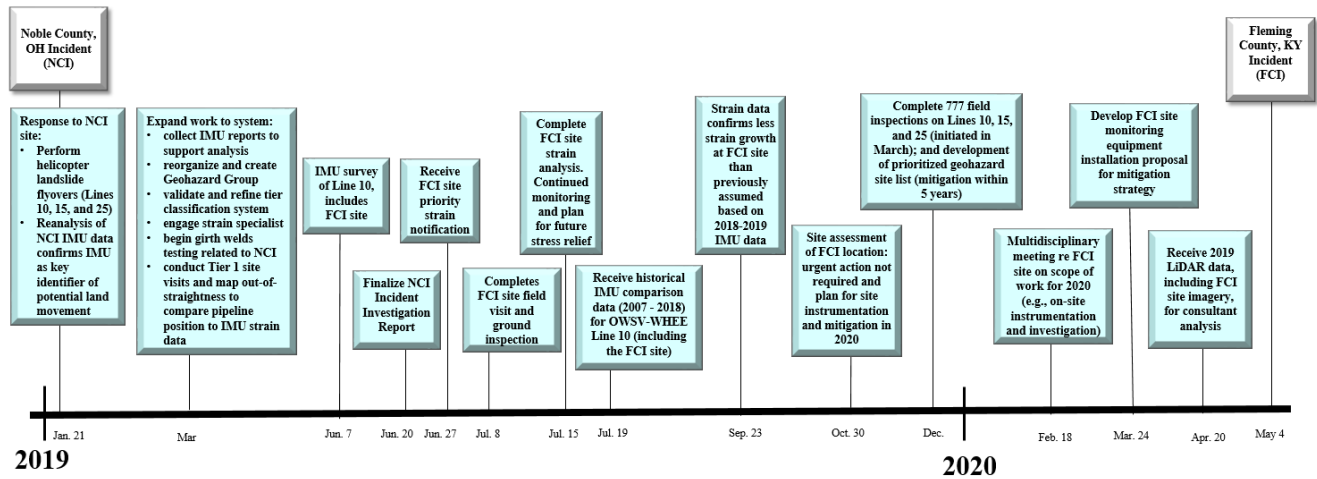 Noble County,
OH Incident
(NCI)
Response to NCI
site:
• Perform
helicopter
landslide
flyovers (Lines
10, 15, and 25)
• Reanalysis of
NCI IMU data
confirms IMU
as key
identifier of
potential land
movement
Expand work to system:
• collect IMU reports to
support analysis
• reorganize and create
Geohazard Group
• validate and refine tier
classification system
• engage strain specialist
• begin girth welds
testing related to NCI
• conduct Tier 1 site
visits and map out-of-
straightness to
compare pipeline
position to IMU strain
data
IMU survey
of Line 10,
includes
FCI site
Finalize NCI
Incident
Investigation
Report
Receive
FCI site
priority
strain
notification
Completes
FCI site field
visit and
ground
inspection
Complete
FCI site
strain
analysis.
Continued
monitoring
and plan
for future
stress relief
Receive historical
IMU comparison
data (2007 - 2018)
for OWSV-WHEE
Line 10 (including
the FCI site)
Strain data
confirms less
strain growth
at FCI site
than
previously
assumed
based on
2018-2019
IMU data
Site assessment
of FCI location:
urgent action not
required and
plan for site
instrumentation
and mitigation in
2020
Complete 777 field
inspections on Lines 10, 15,
and 25 (initiated in
March); and development
of prioritized geohazard
site list (mitigation within
5 years)
Multidisciplinary
meeting re FCI
site on scope of
work for 2020
(e.g., on-site
instrumentation
and investigation)
Develop FCI site
monitoring
equipment
installation proposal
for mitigation
strategy
Receive 2019
LiDAR data,
including FCI
site imagery,
for consultant
analysis
Fleming
County, KY
Incident
(FCI)
Jan. 21
Mar
Jun. 7
Jun. 20
Jun. 27
Jul. 8
Jul. 15
Jul. 19
Sep. 23
Oct. 30
Dec.
Feb. 18
Mar. 24
Apr. 20
May 4
2019
2020